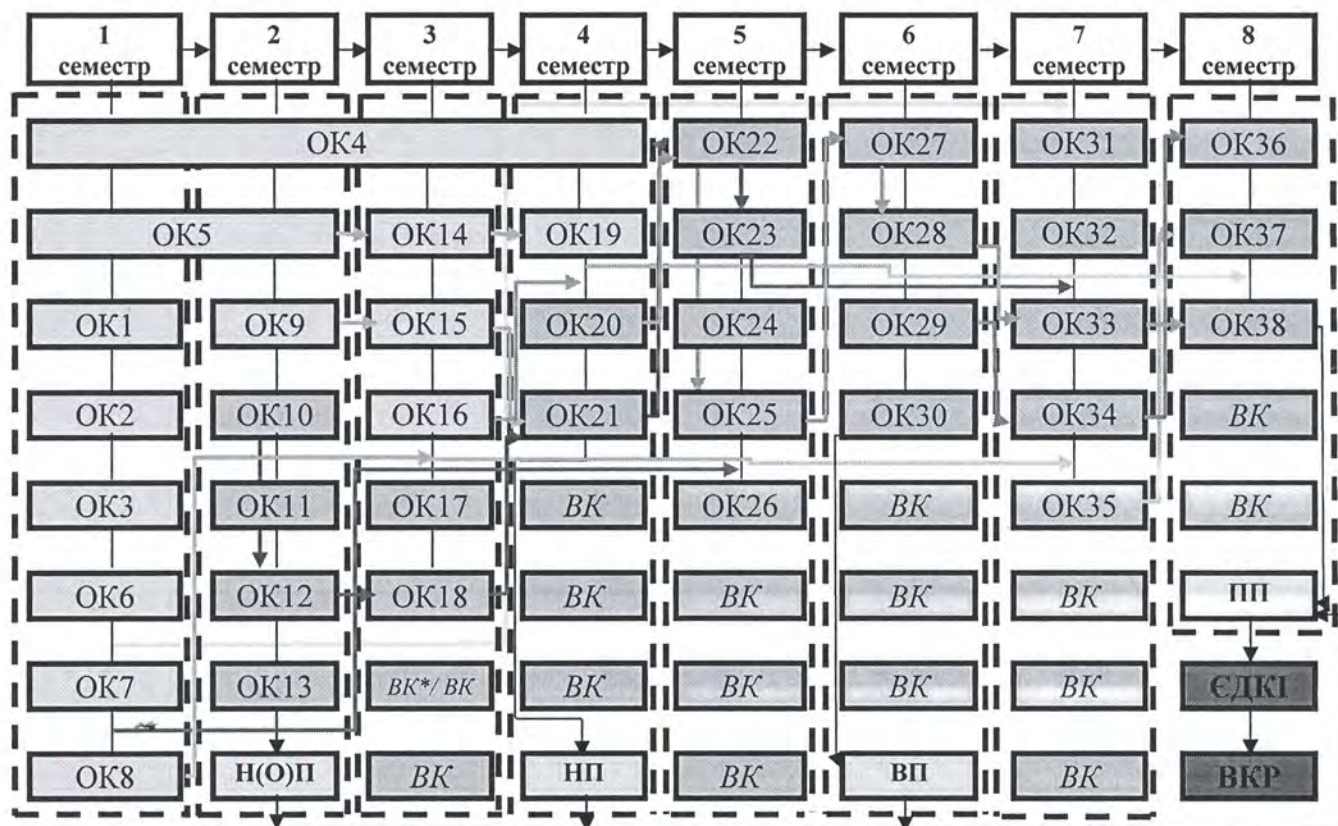 1 семестр
2 семестр
3 семестр
4 семестр
5 семестр
6 семестр
7 семестр
8 семестр
ОК4
ОК22
ОК27
ОК31
ОК36
ОК5
ОК14
ОК19
ОК23
ОК28
ОК32
ОК37
ОК1
ОК9
ОК15
ОК20
ОК24
ОК29
ОК33
ОК38
ОК2
ОК10
ОК16
ОК21
ОК25
ОК30
ОК34
ВК
ОК3
ОК11
ОК17
ВК
ОК26
ВК
ОК35
ВК
ОК6
ОК12
ОК18
ВК
ВК
ВК
ВК
ПП
ОК7
ОК13
ВК*/ ВК
ВК
ВК
ВК
ВК
ЄДКІ
ОК8
Н(О)П
ВК
НП
ВК
ВП
ВК
ВКР